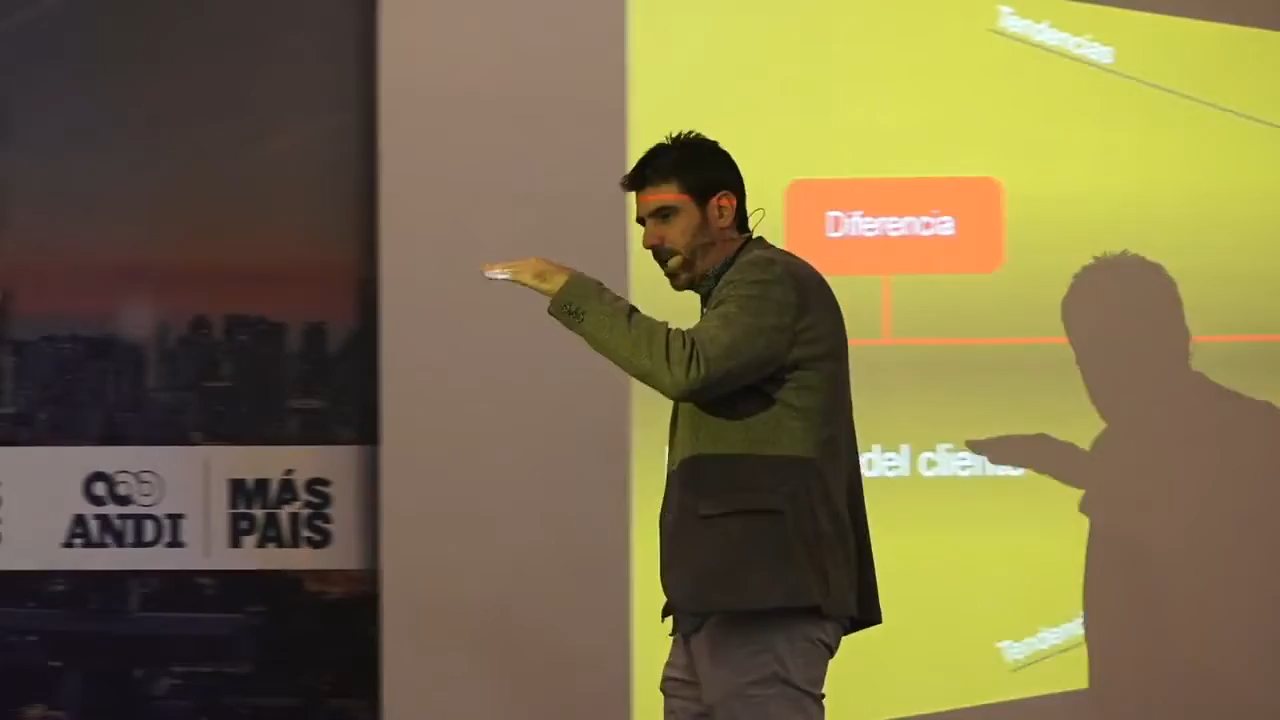 Tendencias
Diferencia
del cliente
ANDI
MÁS
PAÍS